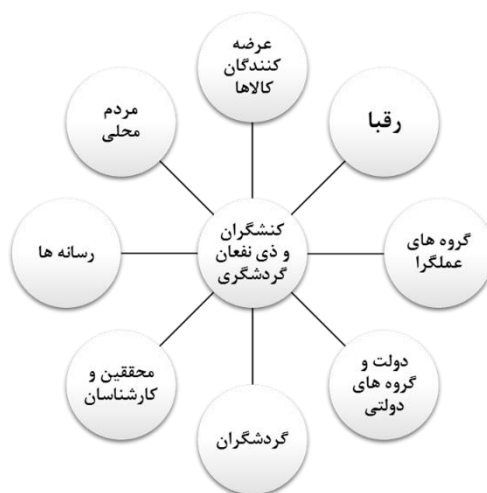 عرضه
کنندگان
کالاها
رقبا
گروه های
عملگرا
دولت و
گروه های
دولتی
گردشگران
محققین و
کارشناسان
رسانه ها
مردم
محلی
کنشگران
و ذی نفعان
گردشگری